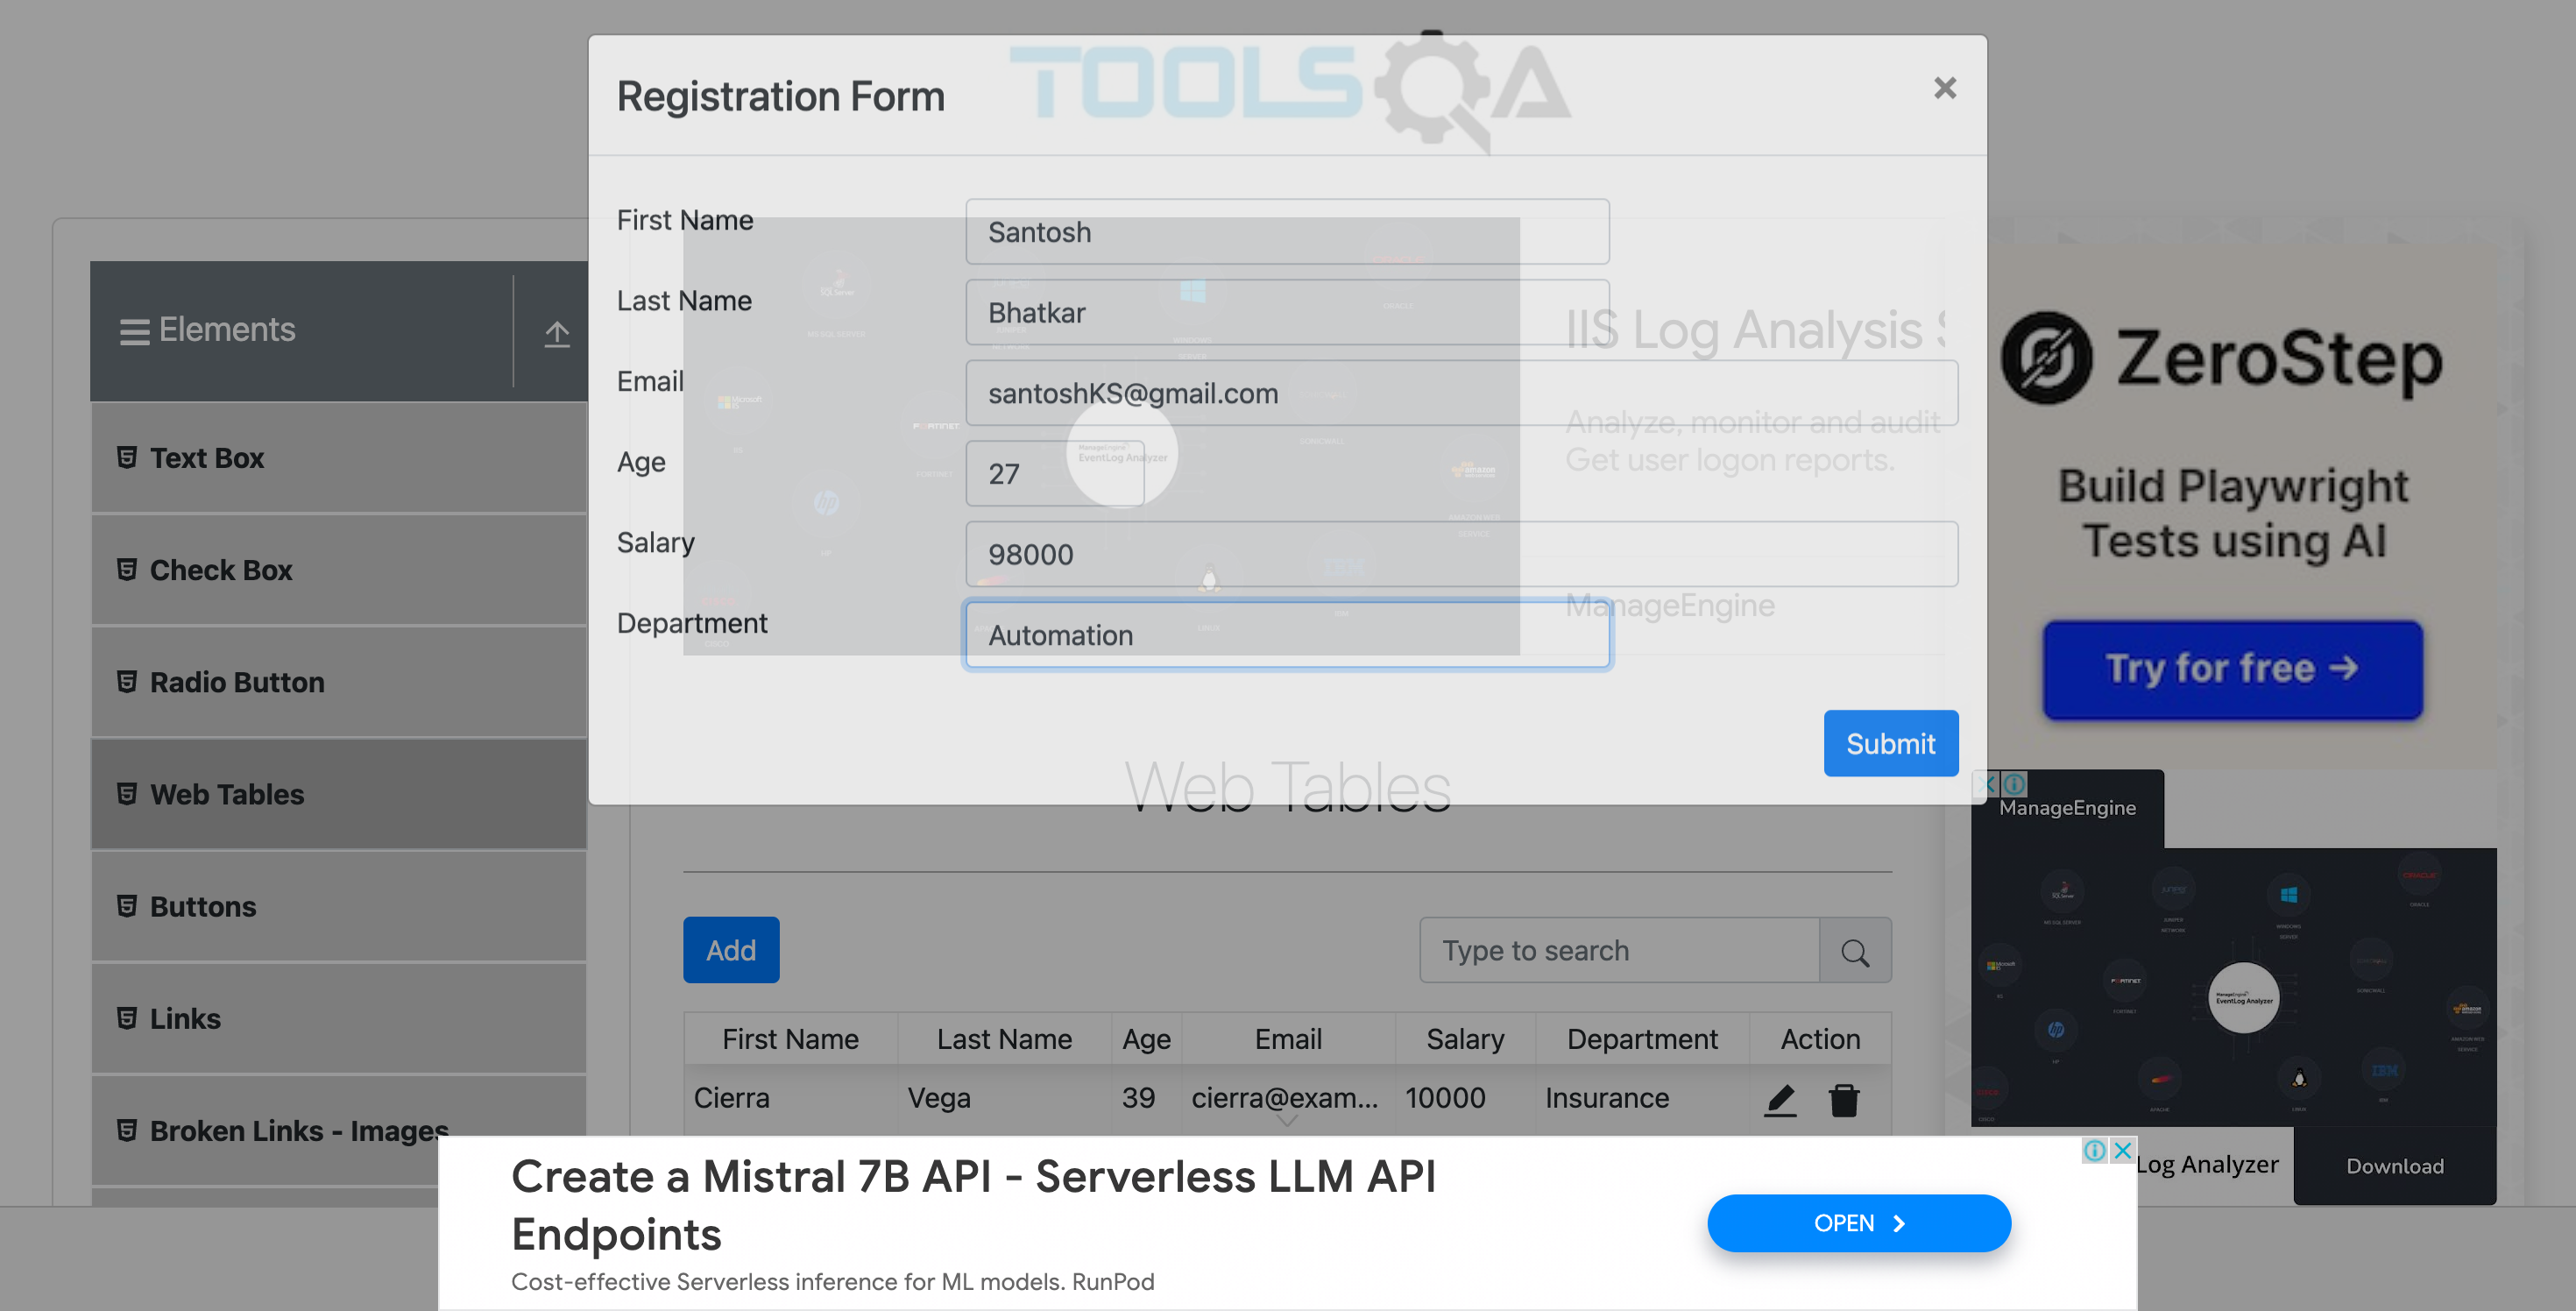 TOOLSQA
Registration Form
×
First Name
Santosh
Last Name
Bhatkar
Email
santoshKS@gmail.com
Age
27
Salary
98000
Department
Automation
Submit
IIS Log Analysis
Analyze, monitor and audit
Get user logon reports.
ManageEngine
Elements
Text Box
Check Box
Radio Button
Web Tables
Buttons
Links
Broken Links - Images
Web Tables
Add
Type to search
First Name Last Name Age Email Salary Department Action
Cierra Vega 39 cierra@exam... 10000 Insurance
ZeroStep
Build Playwright
Tests using AI
Try for free →
ManageEngine
ManageEngine
EventLog Analyzer
Log Analyzer
Download
Create a Mistral 7B API - Serverless LLM API
Endpoints
Cost-effective Serverless inference for ML models. RunPod
OPEN